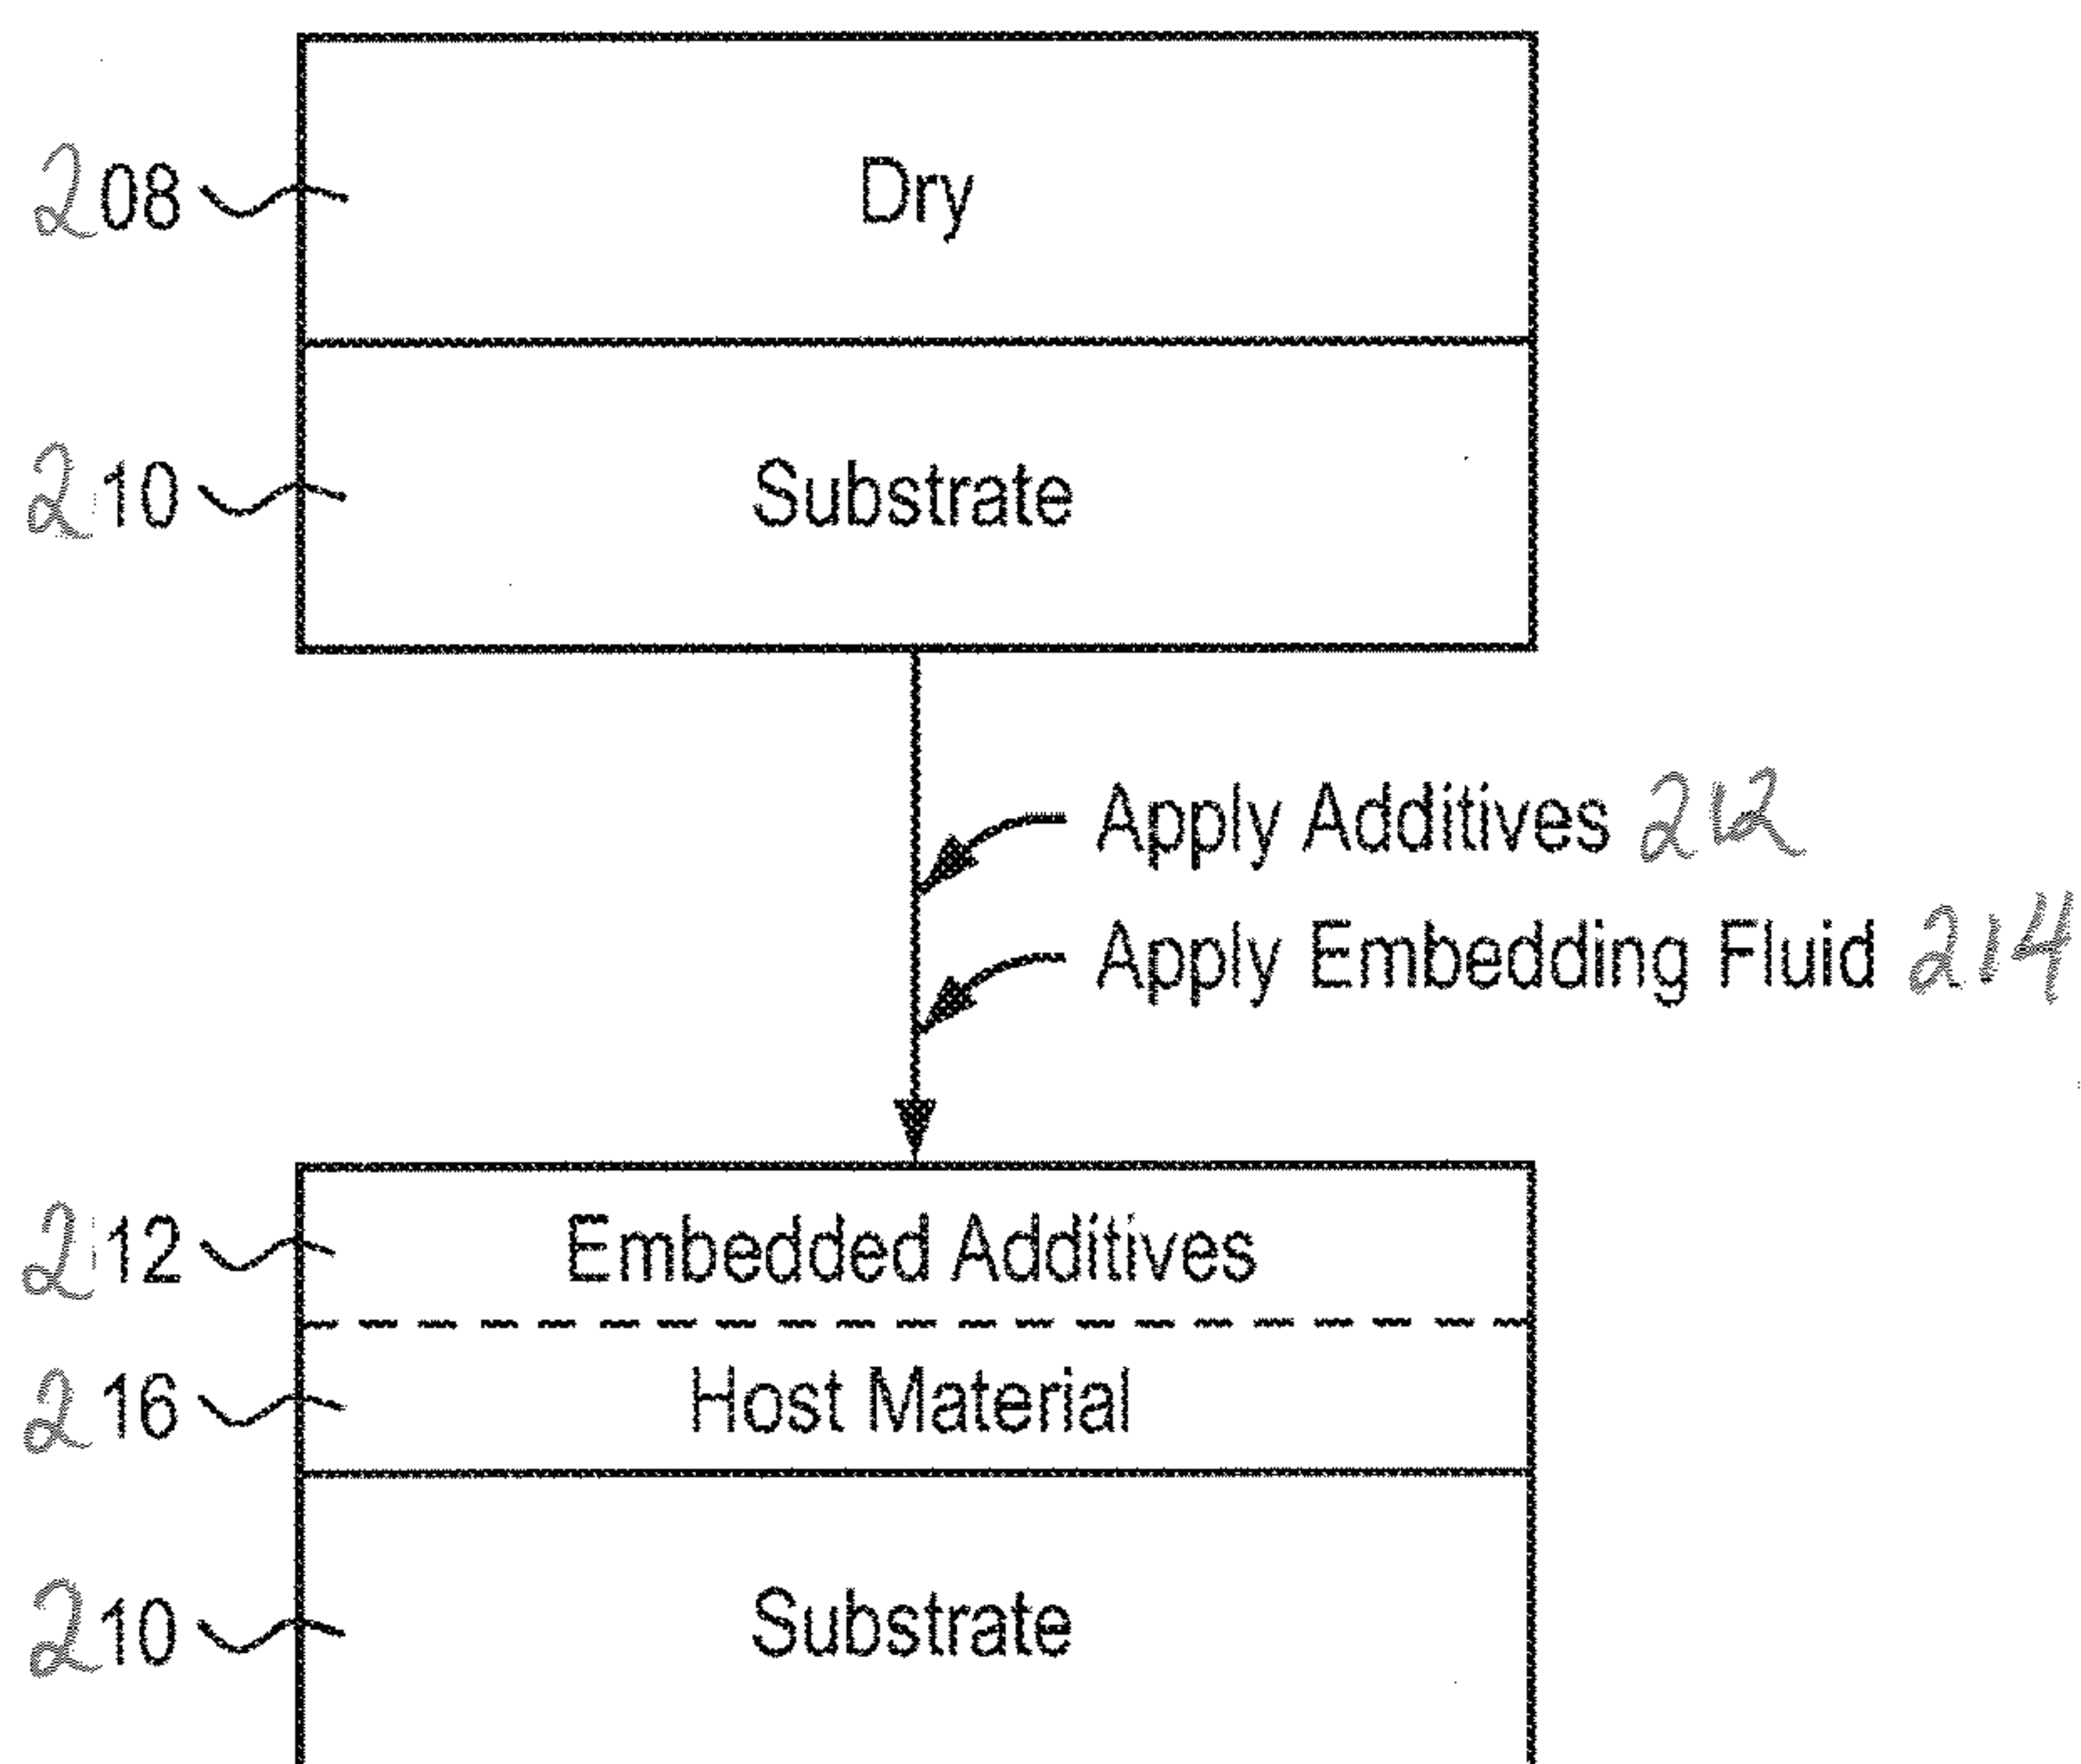 208 Dry
210 Substrate
Apply Additives 212
Apply Embedding Fluid 214
212 Embedded Additives
216 Host Material
210 Substrate